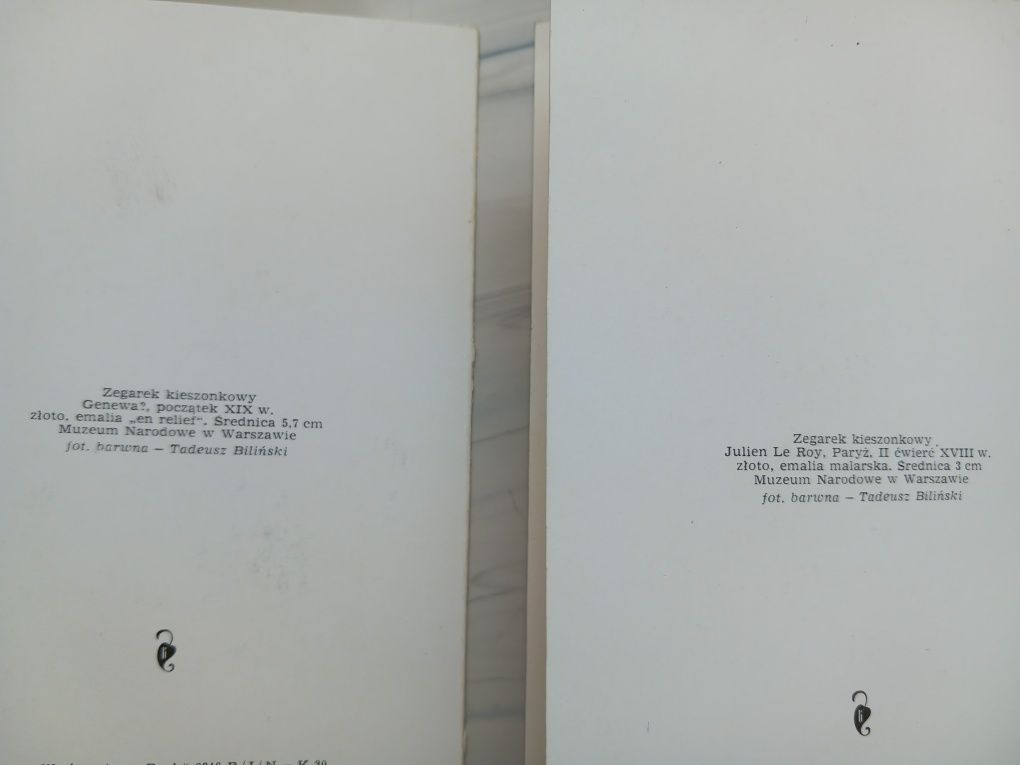 Zegarek kieszonkowy
Genewa?, początek XIX w.
złoto, emalia „en relief“. Średnica 5,7 cm
Muzeum Narodowe w Warszawie
fot. barwna — Tadeusz Biliński
Zegarek kieszonkowy
Julien Le Roy, Paryż, II ćwierć XVIII w.
złoto, emalia malarska. Średnica 3 cm
Muzeum Narodowe w Warszawie
fot. barwna — Tadeusz Biliński